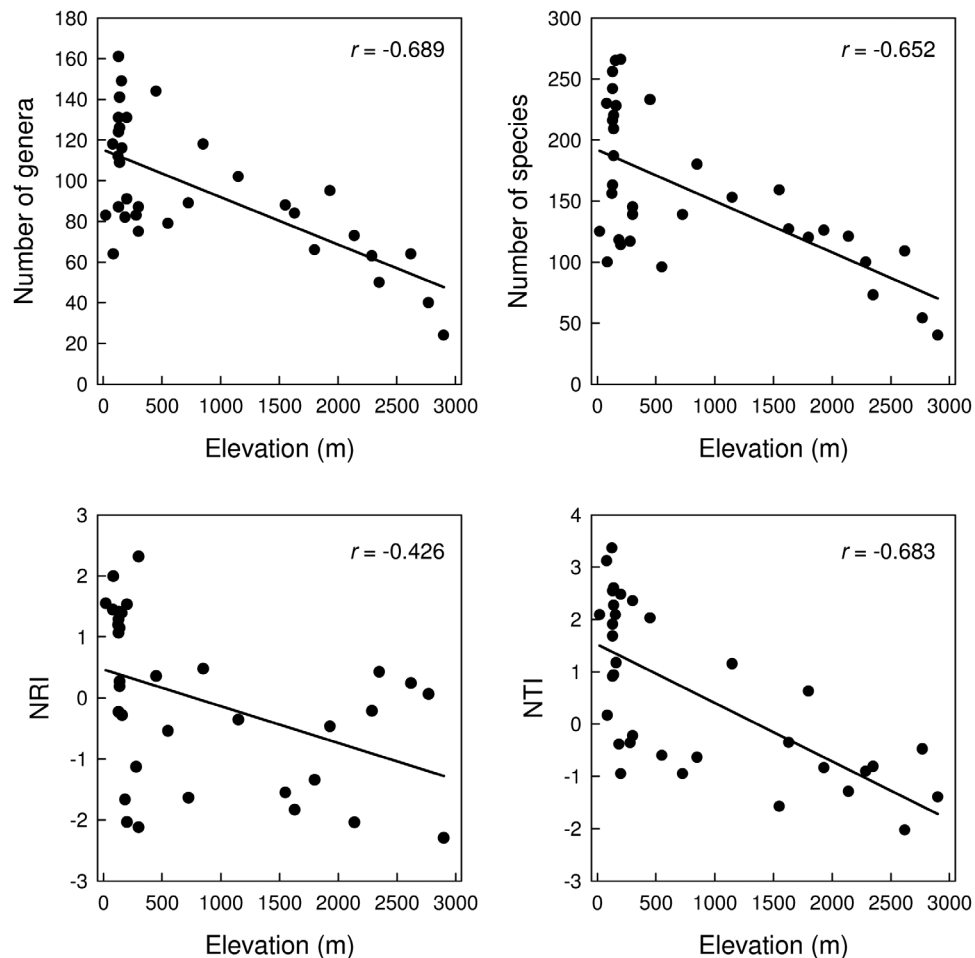 r = -0.689
Number of genera
180
160
140
120
100
80
60
40
20
0
0 500 1000 1500 2000 2500 3000
Elevation (m)
r = -0.652
Number of species
300
250
200
150
100
50
0
0 500 1000 1500 2000 2500 3000
Elevation (m)
r = -0.426
NRI
3
2
1
0
-1
-2
-3
0 500 1000 1500 2000 2500 3000
Elevation (m)
r = -0.683
NTI
4
3
2
1
0
-1
-2
-3
0 500 1000 1500 2000 2500 3000
Elevation (m)